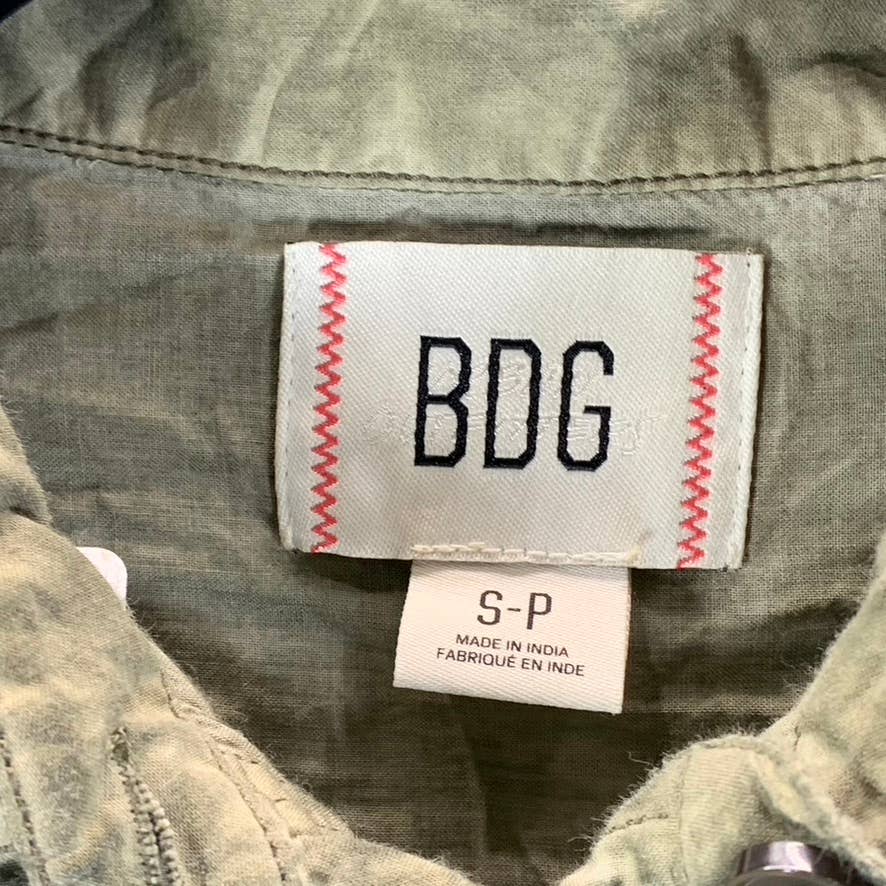 BDG
S-P
MADE IN INDIA
FABRIQUÉ EN INDE